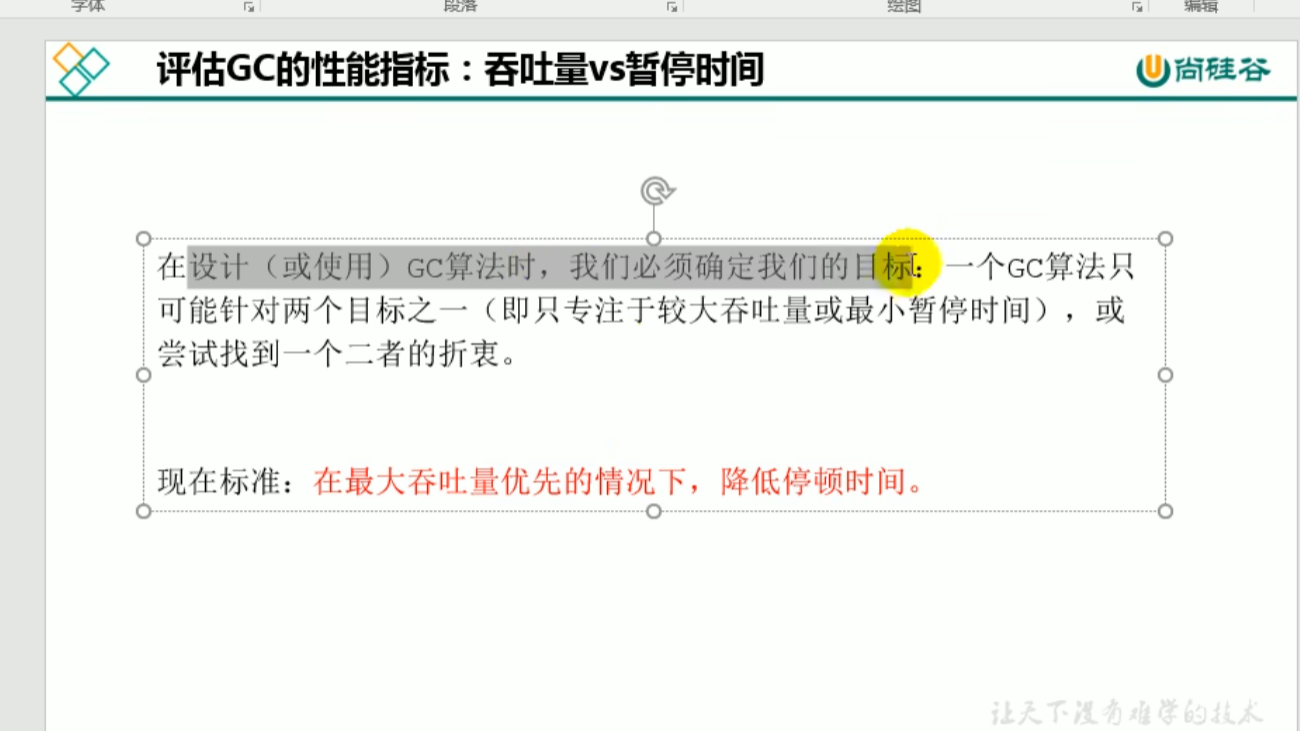 字体 段落 绘图 编辑
评估GC的性能指标：吞吐量vs暂停时间
尚硅谷
在设计（或使用）GC算法时，我们必须确定我们的目标：一个GC算法只
可能针对两个目标之一（即只专注于较大吞吐量或最小暂停时间），或
尝试找到一个二者的折衷。
现在标准：在最大吞吐量优先的情况下，降低停顿时间。
让天下没有难学的技术